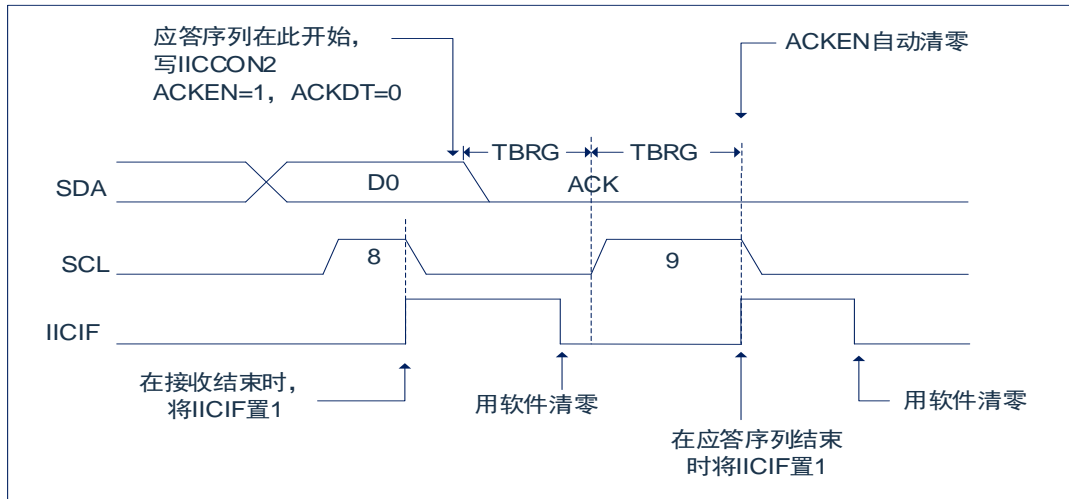 应答序列在此开始，
写IICCON2
ACKEN=1，ACKDT=0
ACKEN自动清零
TBRG
TBRG
SDA
D0
ACK
SCL
8
9
IICIF
在接收结束时，
将IICIF置1
用软件清零
在应答序列结束
时将IICIF置1
用软件清零